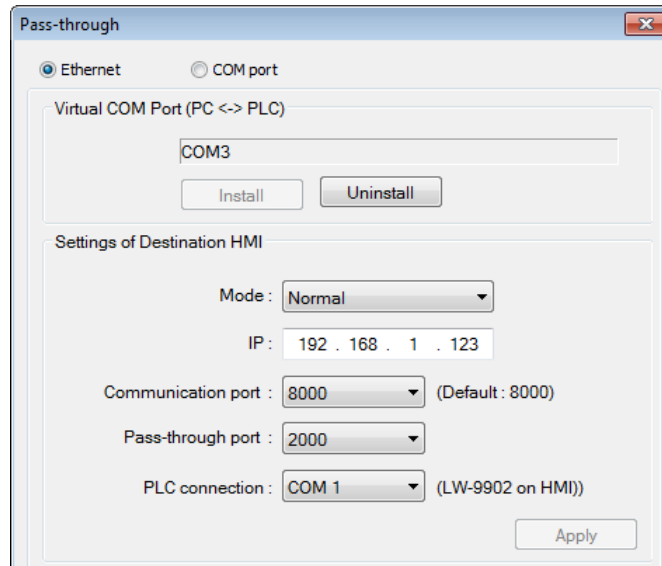 Pass-through
Ethernet COM port
Virtual COM Port (PC <-> PLC)
COM3
Install Uninstall
Settings of Destination HMI
Mode : Normal
IP : 192 . 168 . 1 . 123
Communication port : 8000 (Default : 8000)
Pass-through port : 2000
PLC connection : COM 1 (LW-9902 on HMI))
Apply